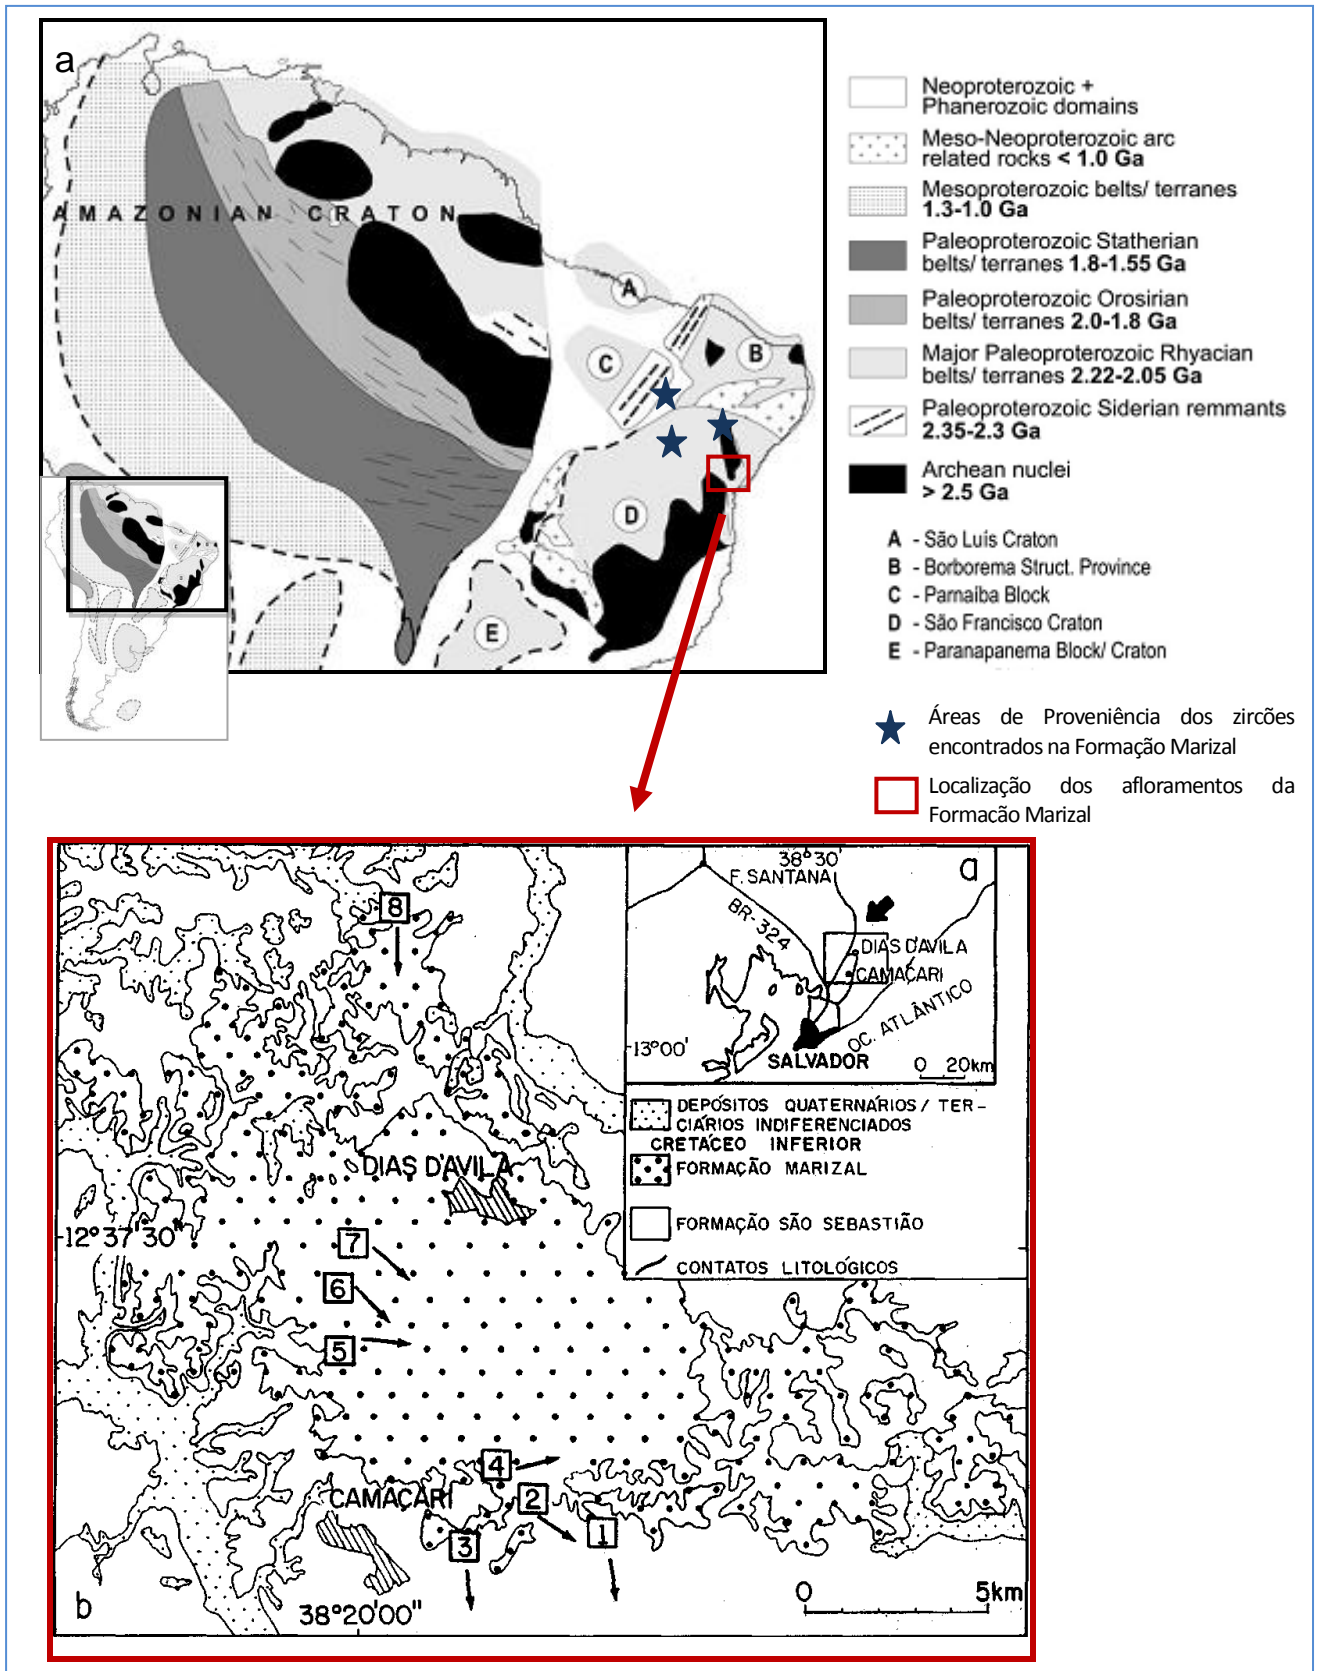 a
AMAZONIAN CRATON
A
B
C
D
E
Neoproterozoic +
Phanerozoic domains
Meso-Neoproterozoic arc
related rocks < 1.0 Ga
Mesoproterozoic belts/ terranes
1.3-1.0 Ga
Paleoproterozoic Statherian
belts/ terranes 1.8-1.55 Ga
Paleoproterozoic Orosirian
belts/ terranes 2.0-1.8 Ga
Major Paleoproterozoic Rhyacian
belts/ terranes 2.22-2.05 Ga
Paleoproterozoic Siderian remmants
2.35-2.3 Ga
Archean nuclei
> 2.5 Ga
A - São Luís Craton
B - Borborema Struct. Province
C - Parnaíba Block
D - São Francisco Craton
E - Paranapanema Block/ Craton
Áreas de Proveniência dos zircões
encontrados na Formação Marizal
Localização dos afloramentos da
Formação Marizal
38°30'
a
F. SANTANA
BR-324
DIAS D'AVILA
CAMAÇARI
OC. ATLÂNTICO
13°00'
SALVADOR
0 20km
DEPÓSITOS QUATERNÁRIOS / TER-
CIÁRIOS INDIFERENCIADOS
CRETÁCEO INFERIOR
FORMAÇÃO MARIZAL
FORMAÇÃO SÃO SEBASTIÃO
CONTATOS LITOLÓGICOS
8
DIAS D'AVILA
12°37'30"
7
6
5
4
CAMAÇARI
2
1
3
0 5km
b
38°20'00"